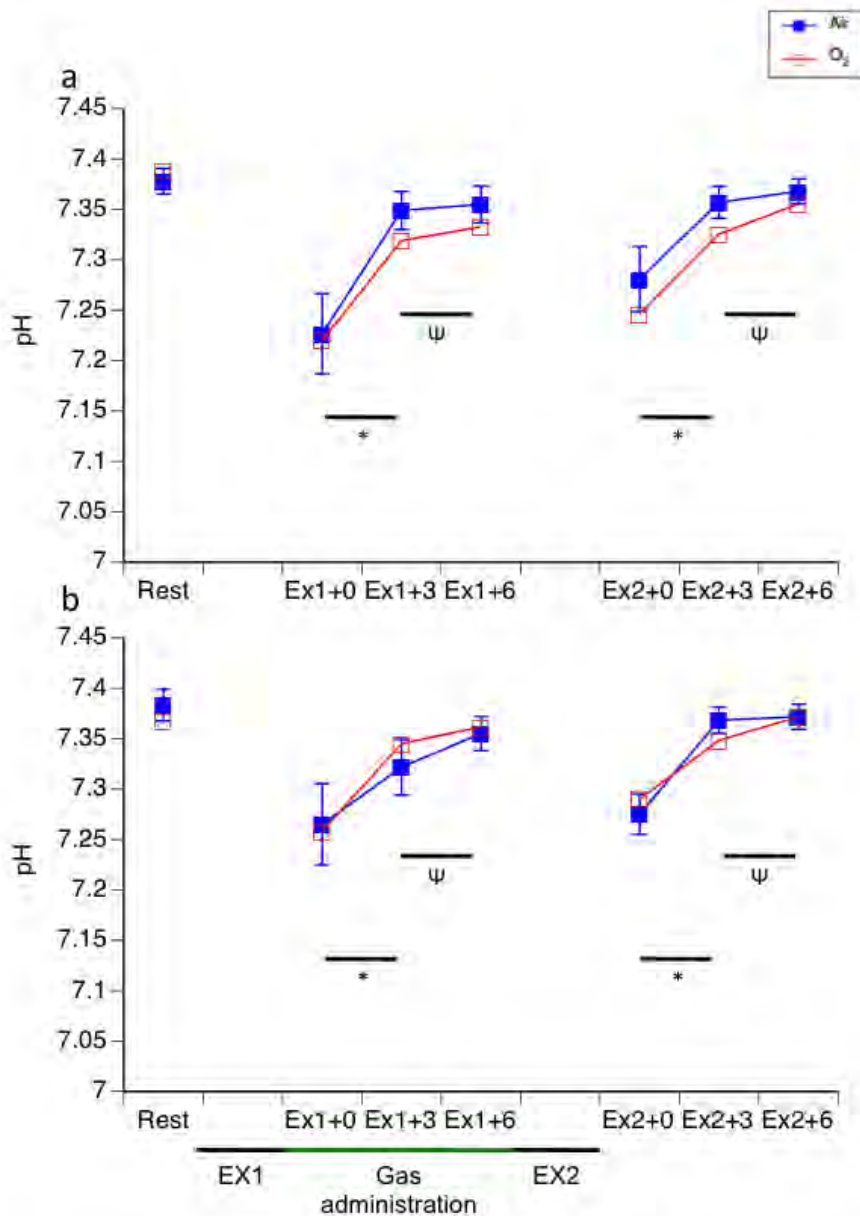 Air
O₂
a
7.45
7.4
7.35
7.3
7.25
7.2
7.15
7.1
7.05
7
pH
Ψ
Ψ
*
*
Rest Ex1+0 Ex1+3 Ex1+6 Ex2+0 Ex2+3 Ex2+6
b
7.45
7.4
7.35
7.3
7.25
7.2
7.15
7.1
7.05
7
pH
Ψ
Ψ
*
*
Rest Ex1+0 Ex1+3 Ex1+6 Ex2+0 Ex2+3 Ex2+6
EX1 Gas EX2
administration